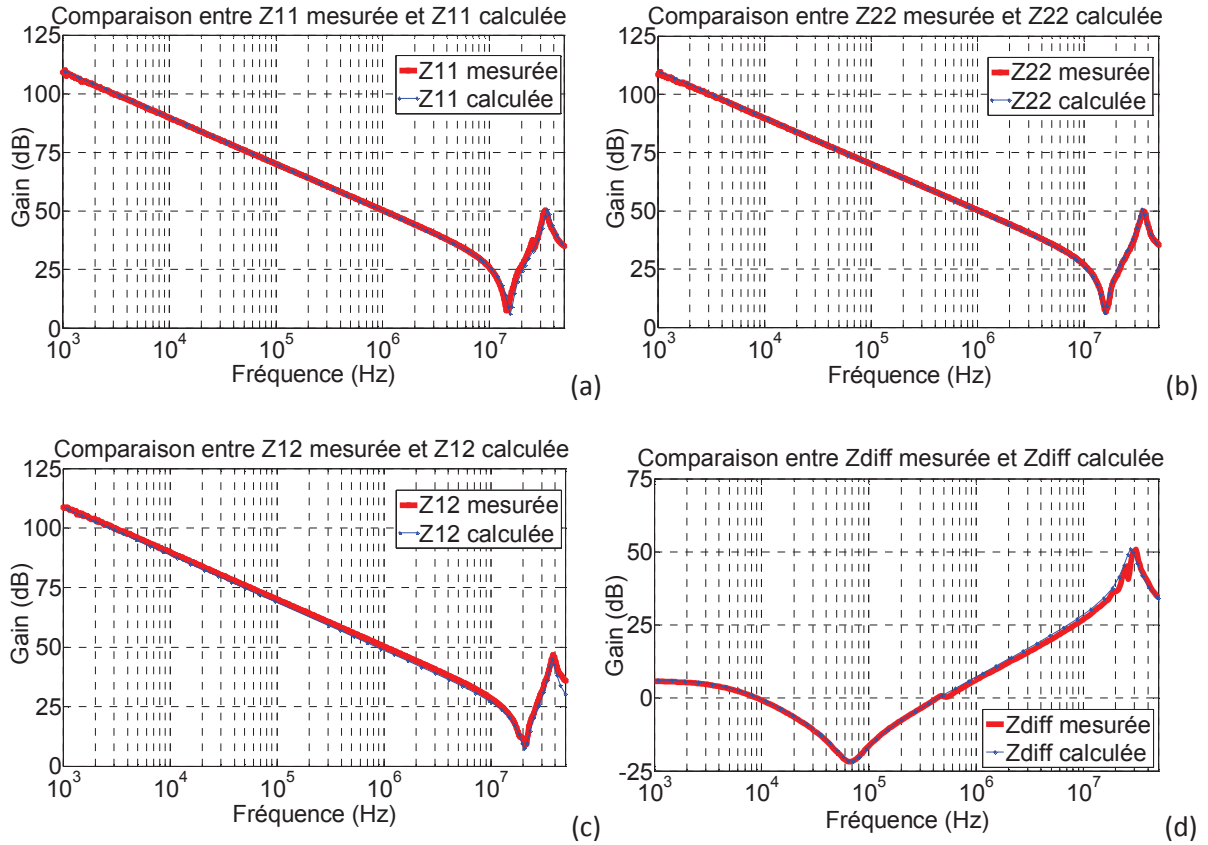 Comparaison entre Z11 mesurée et Z11 calculée
125
100
75
50
25
0
Gain (dB)
Z11 mesurée
Z11 calculée
10^3 10^4 10^5 10^6 10^7
Fréquence (Hz)
(a)
Comparaison entre Z22 mesurée et Z22 calculée
125
100
75
50
25
0
Gain (dB)
Z22 mesurée
Z22 calculée
10^3 10^4 10^5 10^6 10^7
Fréquence (Hz)
(b)
Comparaison entre Z12 mesurée et Z12 calculée
125
100
75
50
25
0
Gain (dB)
Z12 mesurée
Z12 calculée
10^3 10^4 10^5 10^6 10^7
Fréquence (Hz)
(c)
Comparaison entre Zdiff mesurée et Zdiff calculée
75
50
25
0
-25
Gain (dB)
Zdiff mesurée
Zdiff calculée
10^3 10^4 10^5 10^6 10^7
Fréquence (Hz)
(d)